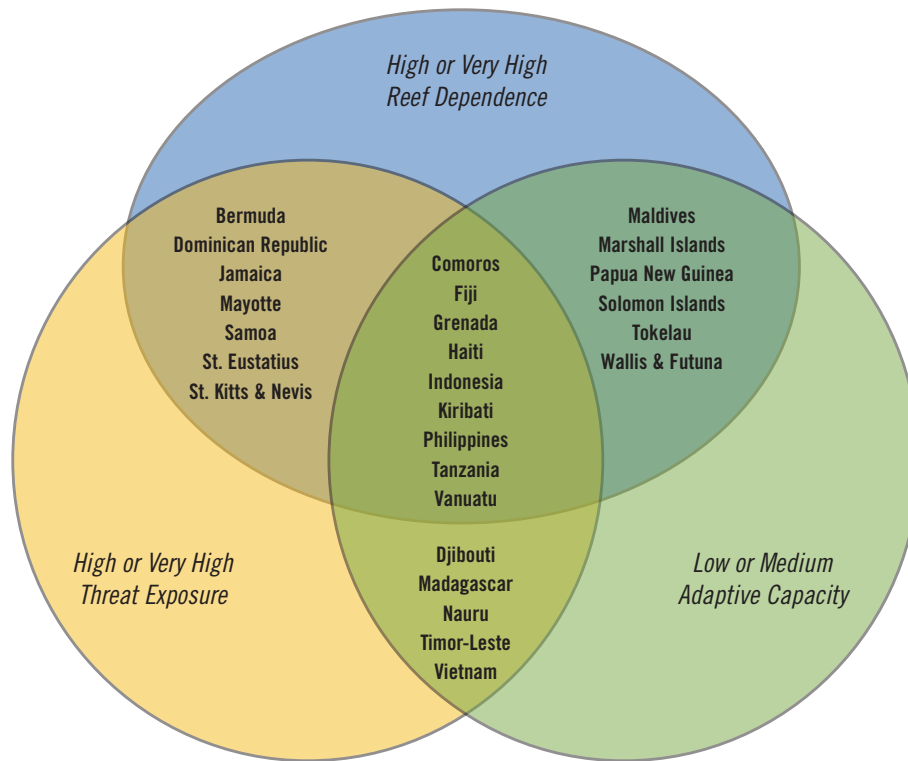 High or Very High
Reef Dependence
Bermuda
Dominican Republic
Jamaica
Mayotte
Samoa
St. Eustatius
St. Kitts & Nevis
Comoros
Fiji
Grenada
Haiti
Indonesia
Kiribati
Philippines
Tanzania
Vanuatu
Maldives
Marshall Islands
Papua New Guinea
Solomon Islands
Tokelau
Wallis & Futuna
High or Very High
Threat Exposure
Djibouti
Madagascar
Nauru
Timor-Leste
Vietnam
Low or Medium
Adaptive Capacity